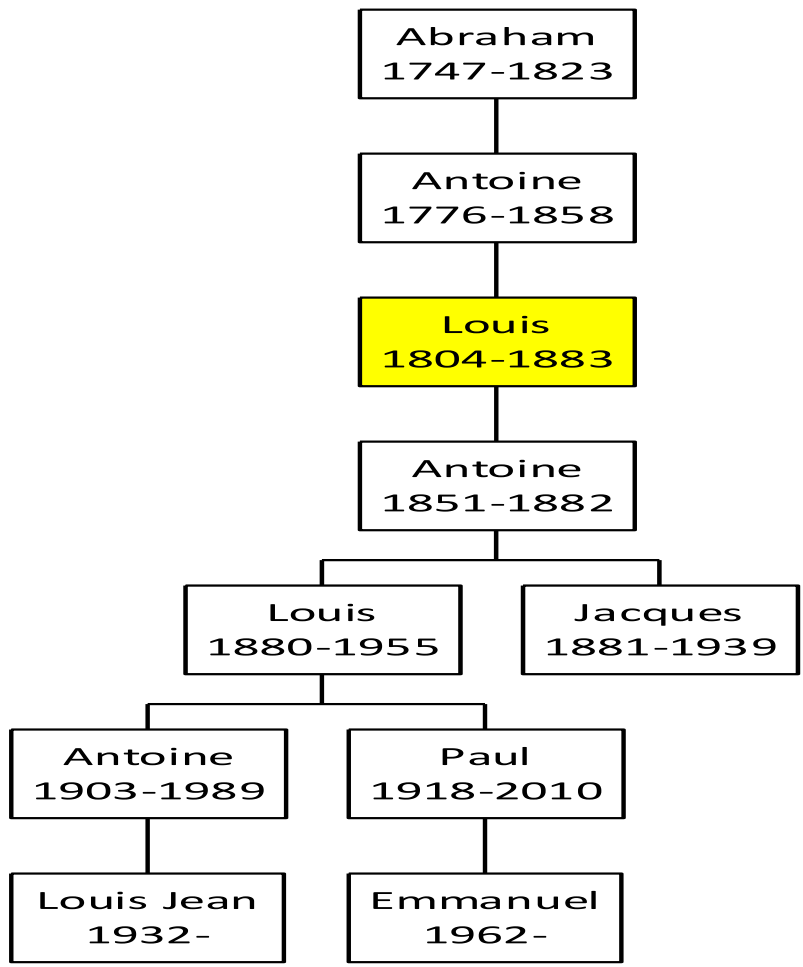 Abraham
1747-1823
Antoine
1776-1858
Louis
1804-1883
Antoine
1851-1882
Louis
1880-1955
Jacques
1881-1939
Antoine
1903-1989
Paul
1918-2010
Louis Jean
1932-
Emmanuel
1962-